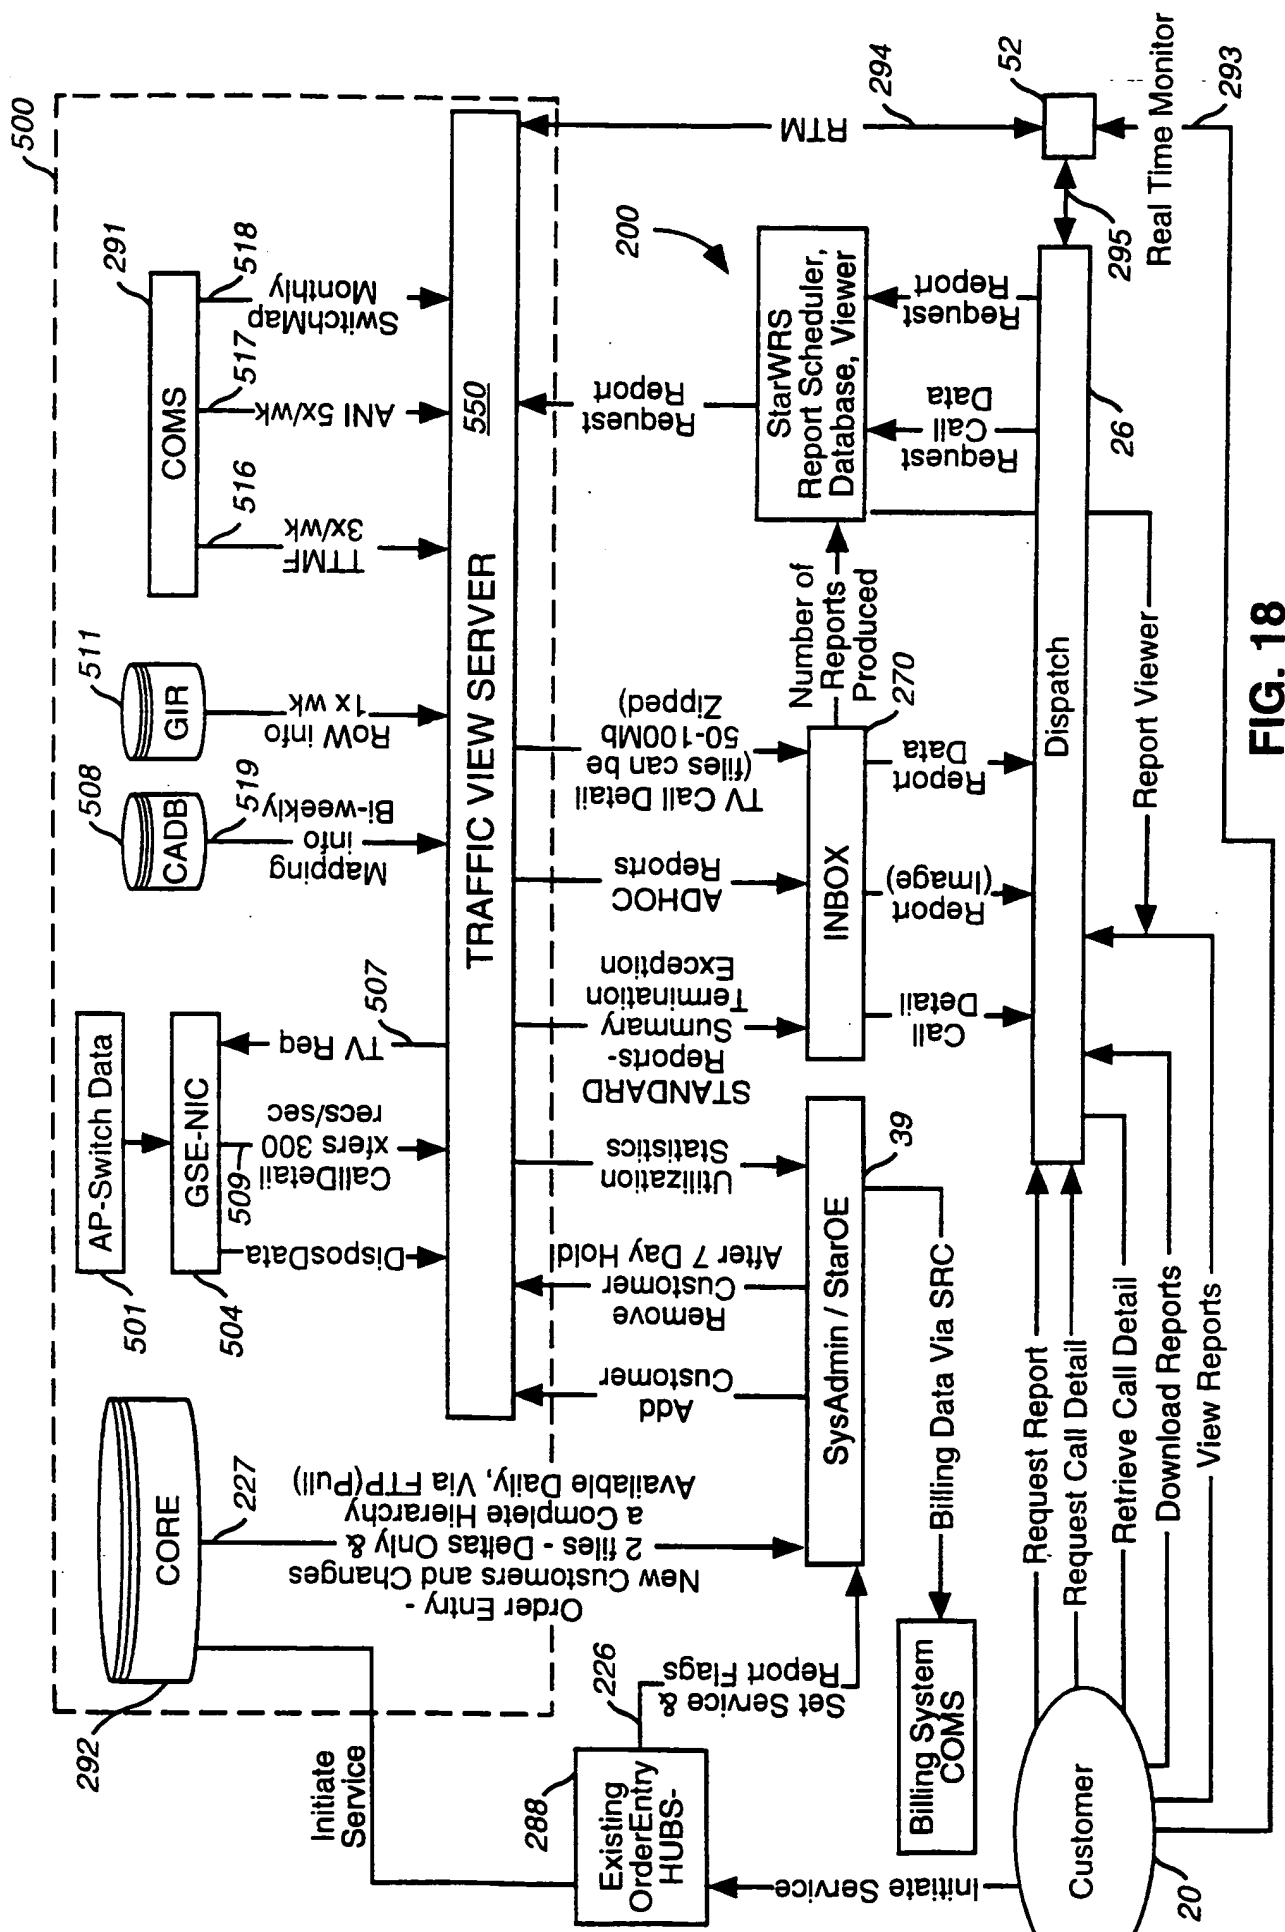 500
292
CORE
227
Order Entry -
New Customers and Changes
2 files - Deltas Only &
a Complete Hierarchy
Available Daily, Via FTP(Pull)
501
AP-Switch Data
504
GSE-NIC
DisposData
509
CallDetail
xfers 300
recs/sec
TV Req
507
508
CADB
519
Mapping
info
Bi-weekly
511
GIR
RoW info
1x wk
291
COMS
516
TTMF
3x/wk
517
ANI 5x/wk
518
SwitchMap
Monthly
TRAFFIC VIEW SERVER
550
Initiate
Service
288
Existing
OrderEntry
HUBS-
226
Set Service &
Report Flags
Add
Customer
Remove
Customer
After 7 Day Hold
Utilization
Statistics
STANDARD
Reports-
Summary
Termination
Exception
ADHOC
Reports
TV Call Detail
(files can be
50-100Mb
Zipped)
Request
Report
RTM
294
200
SysAdmin / StarOE
39
INBOX
270
Number of
Reports
Produced
StarWRS
Report Scheduler,
Database, Viewer
Billing System
COMS
Billing Data Via SRC
Call
Detail
Report
(Image)
Report
Data
Request
Call
Data
Request
Report
52
295
26
Dispatch
Initiate Service
Customer
20
Request Report
Request Call Detail
Retrieve Call Detail
Download Reports
View Reports
Report Viewer
Real Time Monitor
293
FIG. 18